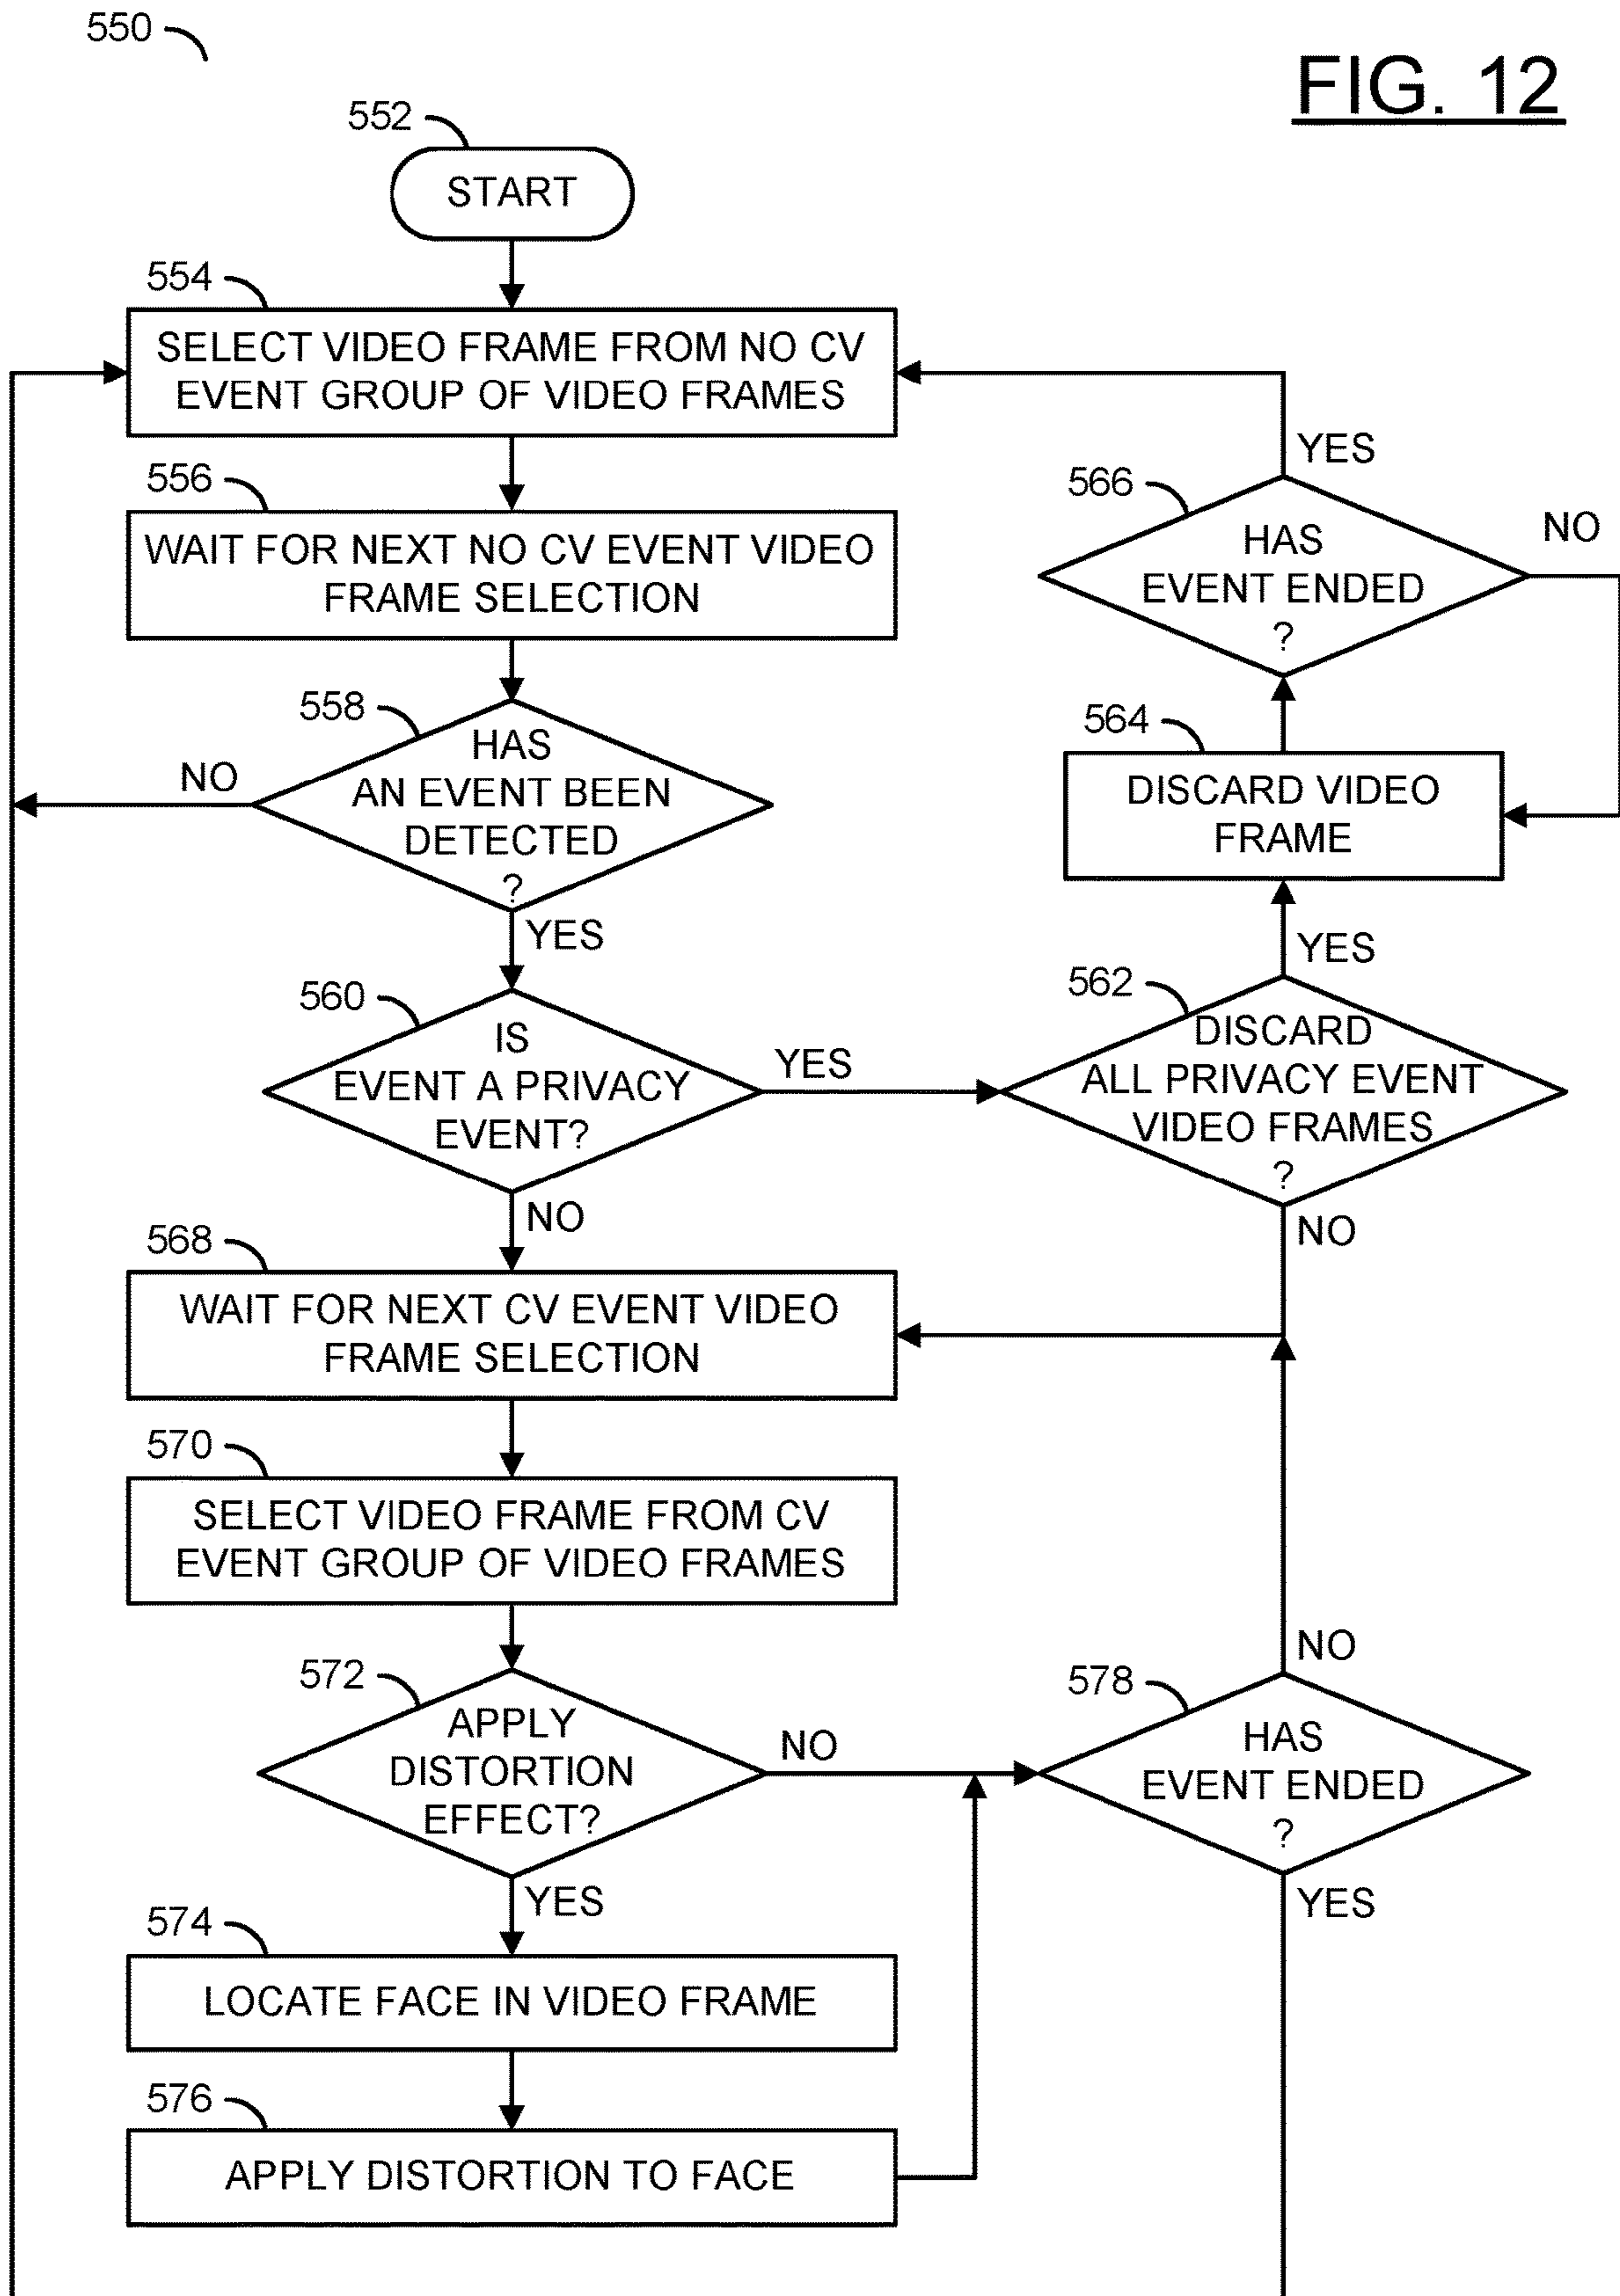 550
FIG. 12
552
START
554
SELECT VIDEO FRAME FROM NO CV
EVENT GROUP OF VIDEO FRAMES
556
WAIT FOR NEXT NO CV EVENT VIDEO
FRAME SELECTION
558
HAS
AN EVENT BEEN
DETECTED
?
NO
YES
560
IS
EVENT A PRIVACY
EVENT?
YES
NO
562
DISCARD
ALL PRIVACY EVENT
VIDEO FRAMES
?
YES
NO
564
DISCARD VIDEO
FRAME
566
HAS
EVENT ENDED
?
YES
NO
568
WAIT FOR NEXT CV EVENT VIDEO
FRAME SELECTION
570
SELECT VIDEO FRAME FROM CV
EVENT GROUP OF VIDEO FRAMES
572
APPLY
DISTORTION
EFFECT?
NO
YES
574
LOCATE FACE IN VIDEO FRAME
576
APPLY DISTORTION TO FACE
578
HAS
EVENT ENDED
?
NO
YES